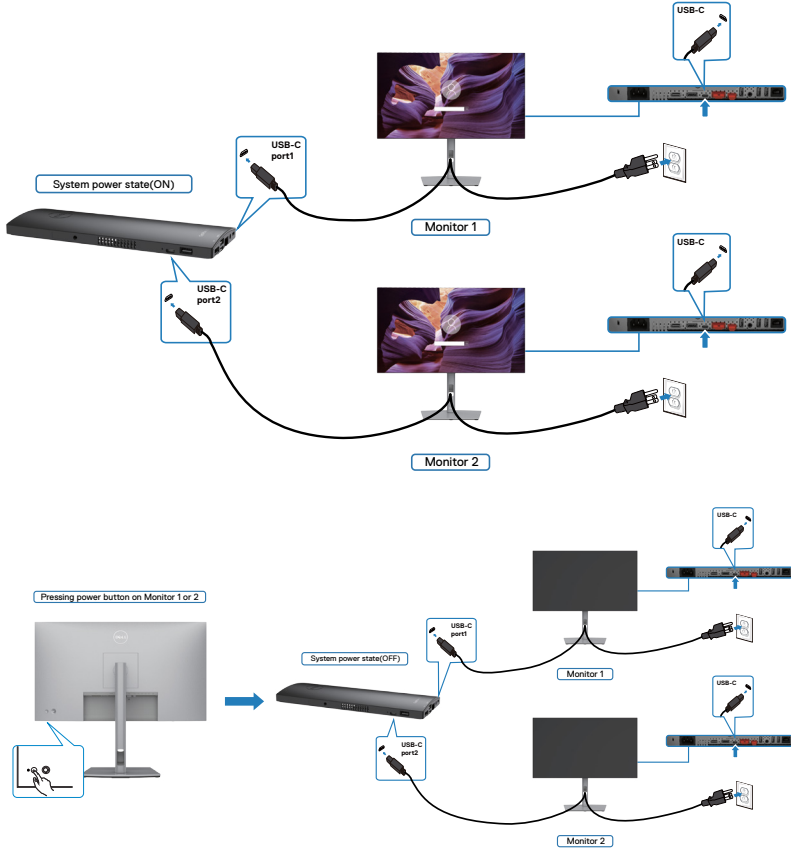 USB-C
USB-C
port1
System power state(ON)
Monitor 1
USB-C
USB-C
port2
Monitor 2
USB-C
Pressing power button on Monitor 1 or 2
USB-C
port1
System power state(OFF)
Monitor 1
USB-C
USB-C
port2
Monitor 2
DELL